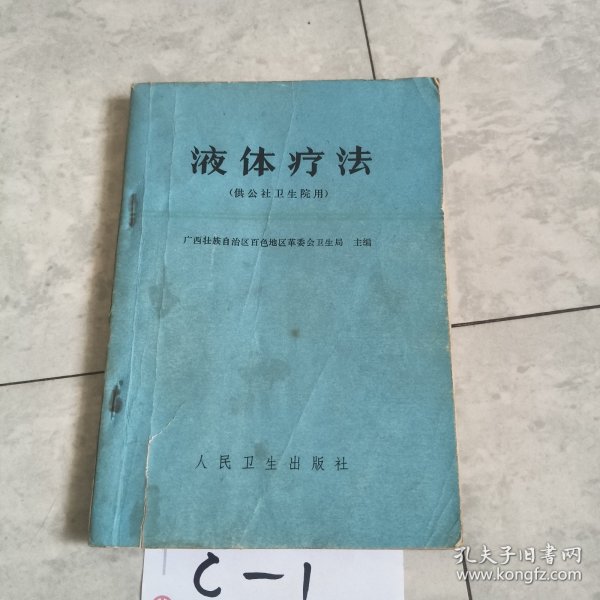 液体疗法
（供公社卫生院用）
广西壮族自治区百色地区革委会卫生局 主编
人民卫生出版社
C-1
孔夫子旧书网
www.kongfz.com